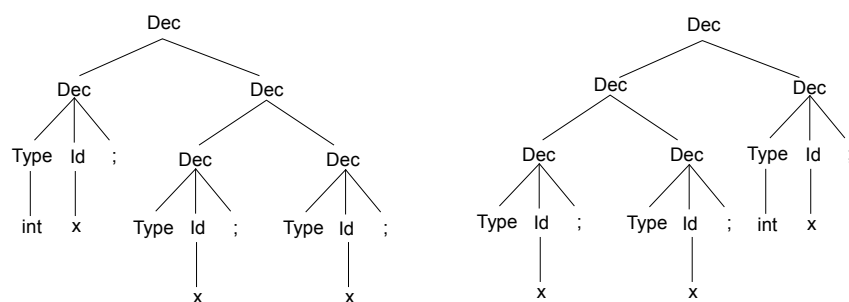 Dec Dec
Dec Dec Dec Dec
Type Id ; Dec Dec Dec Dec Type Id ;
int x Type Id ; Type Id ; Type Id ; Type Id ; int x
x x x x